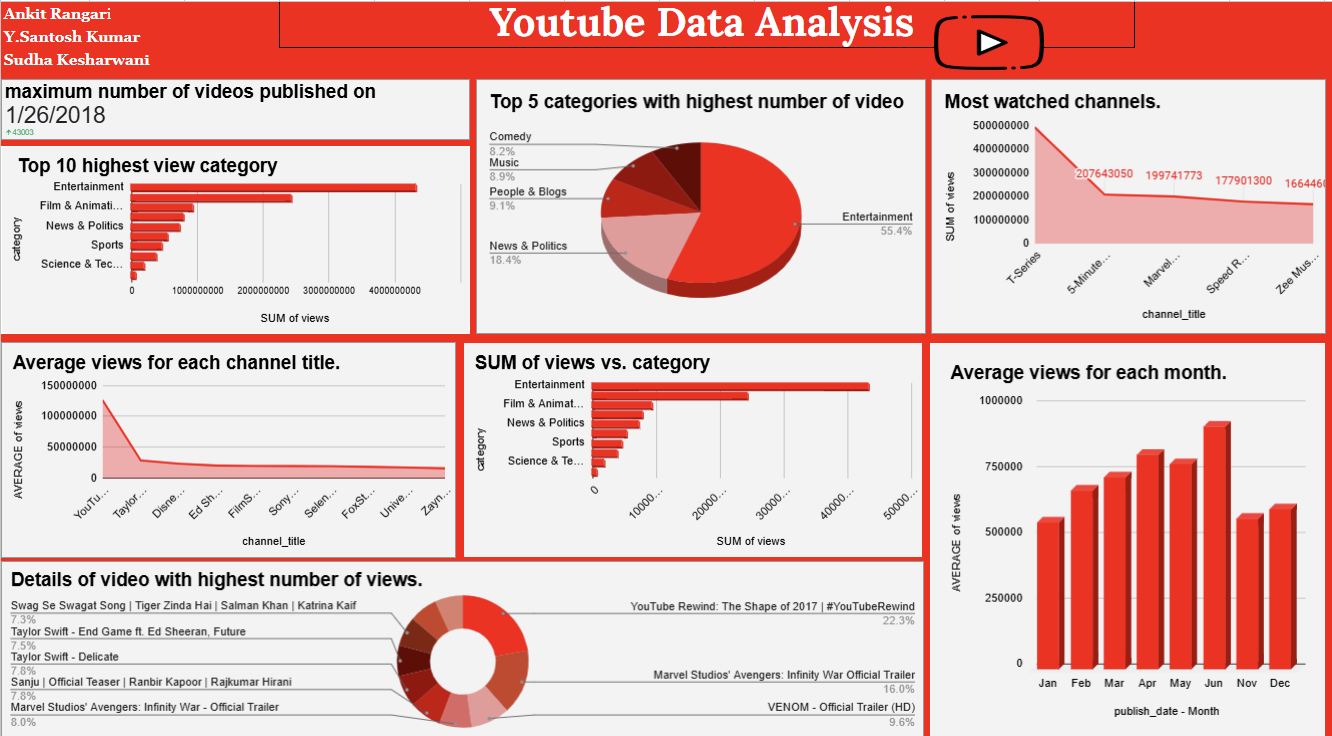 Ankit Rangari
Y.Santosh Kumar
Sudha Kesharwani
Youtube Data Analysis
maximum number of videos published on
1/26/2018
↑43003
Top 10 highest view category
category
Entertainment
Film & Animati…
News & Politics
Sports
Science & Tec…
0
1000000000
2000000000
3000000000
4000000000
SUM of views
Top 5 categories with highest number of video
Comedy
8.2%
Music
8.9%
People & Blogs
9.1%
News & Politics
18.4%
Entertainment
55.4%
Most watched channels.
SUM of views
500000000
400000000
300000000
200000000
100000000
0
207643050
199741773
177901300
1664460
T-Series
5-Minute…
Marvel…
Speed R…
Zee Mus…
channel_title
Average views for each channel title.
AVERAGE of views
150000000
100000000
50000000
0
YouTu…
Taylor…
Disne…
Ed Sh…
FilmS…
Sony…
Selen…
FoxSt…
Unive…
Zayn…
channel_title
SUM of views vs. category
category
Entertainment
Film & Animat…
News & Politics
Sports
Science & Te…
0
10000…
20000…
30000…
40000…
50000…
SUM of views
Average views for each month.
AVERAGE of views
1000000
750000
500000
250000
0
Jan
Feb
Mar
Apr
May
Jun
Nov
Dec
publish_date - Month
Details of video with highest number of views.
Swag Se Swagat Song | Tiger Zinda Hai | Salman Khan | Katrina Kaif
7.3%
Taylor Swift - End Game ft. Ed Sheeran, Future
7.5%
Taylor Swift - Delicate
7.8%
Sanju | Official Teaser | Ranbir Kapoor | Rajkumar Hirani
7.8%
Marvel Studios' Avengers: Infinity War - Official Trailer
8.0%
YouTube Rewind: The Shape of 2017 | #YouTubeRewind
22.3%
Marvel Studios' Avengers: Infinity War Official Trailer
16.0%
VENOM - Official Trailer (HD)
9.6%